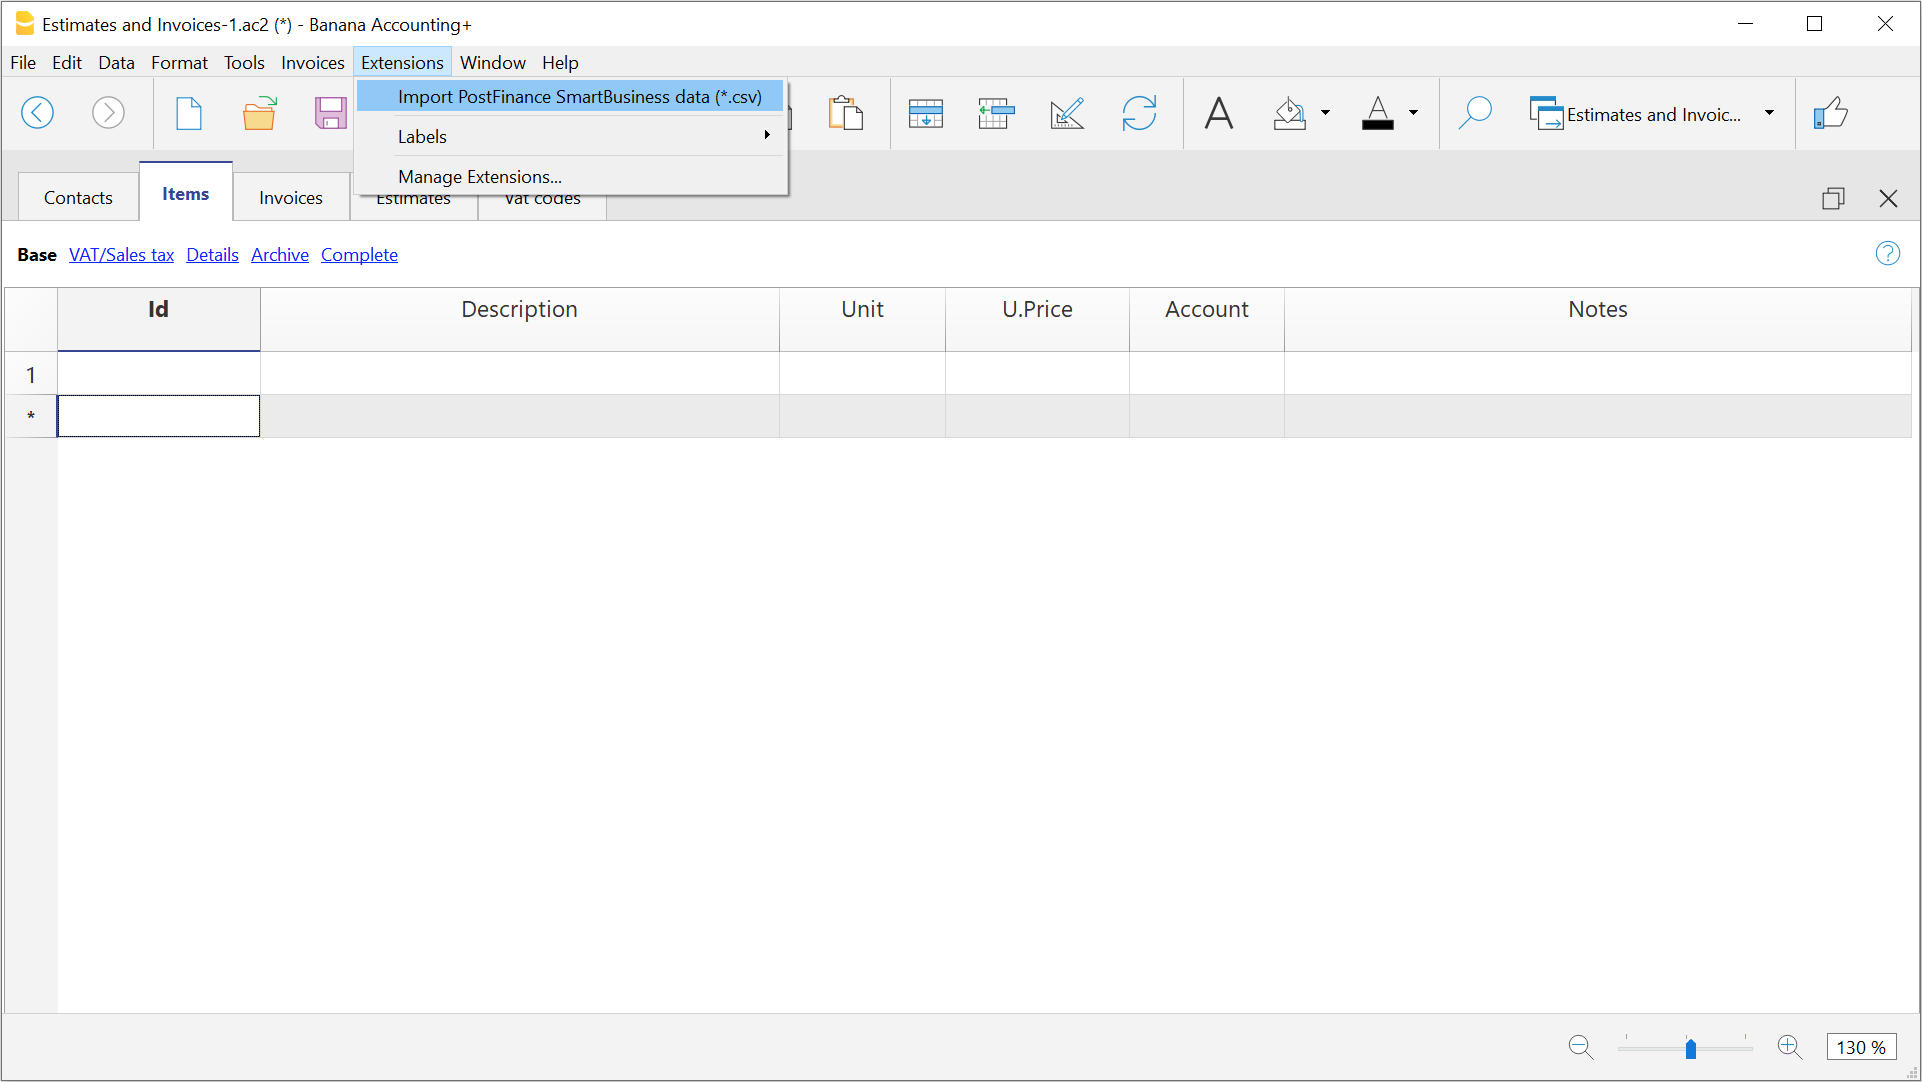 Estimates and Invoices-1.ac2 (*) - Banana Accounting+
File Edit Data Format Tools Invoices Extensions Window Help
Import PostFinance SmartBusiness data (*.csv)
Labels
Manage Extensions...
Estimates and Invoic...
Contacts Items Invoices Estimates Vat codes
Base VAT/Sales tax Details Archive Complete
Id Description Unit U.Price Account Notes
1
*
130 %